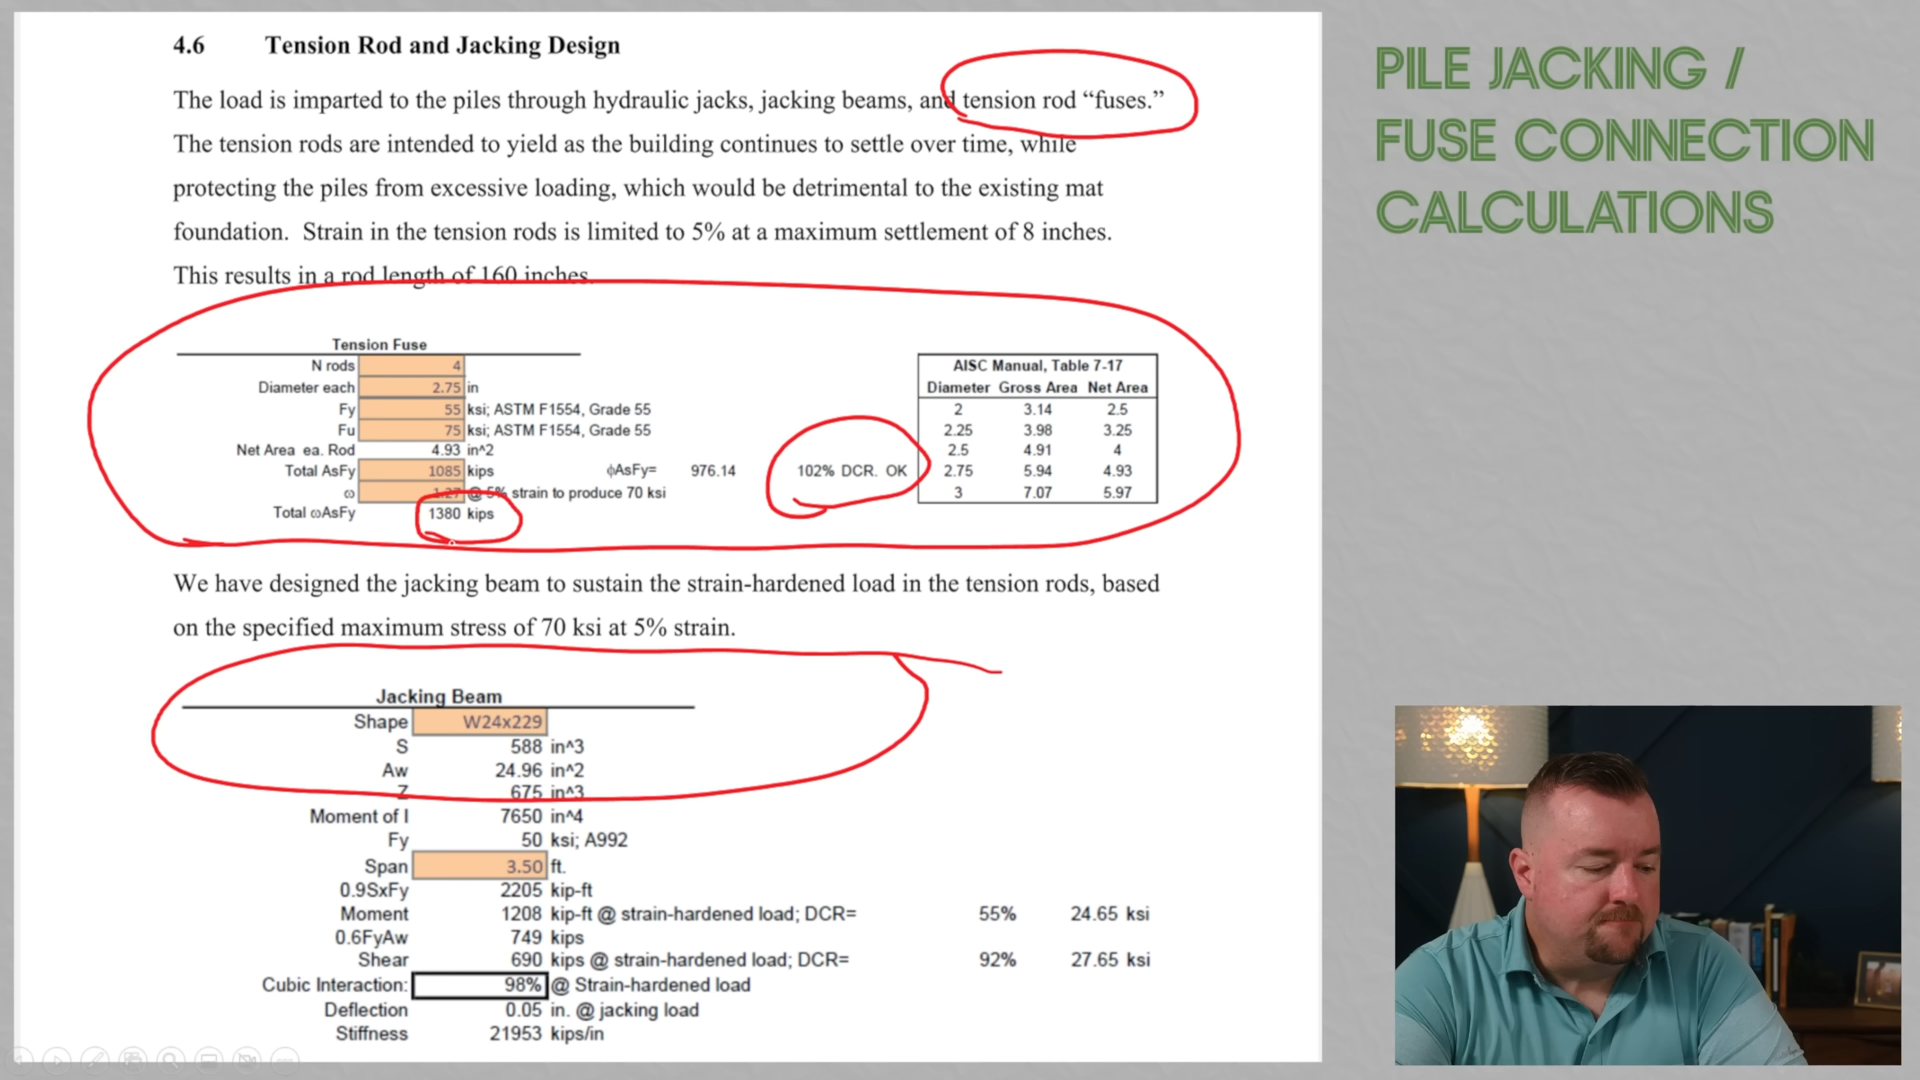 4.6 Tension Rod and Jacking Design
The load is imparted to the piles through hydraulic jacks, jacking beams, and tension rod “fuses.”
The tension rods are intended to yield as the building continues to settle over time, while
protecting the piles from excessive loading, which would be detrimental to the existing mat
foundation. Strain in the tension rods is limited to 5% at a maximum settlement of 8 inches.
This results in a rod length of 160 inches.
Tension Fuse
N rods 4
Diameter each 2.75 in
Fy 55 ksi; ASTM F1554, Grade 55
Fu 75 ksi; ASTM F1554, Grade 55
Net Area ea. Rod 4.93 in^2
Total AsFy 1085 kips ϕAsFy= 976.14 102% DCR. OK
ω 1.27 @ 5% strain to produce 70 ksi
Total ωAsFy 1380 kips
AISC Manual, Table 7-17
Diameter Gross Area Net Area
2 3.14 2.5
2.25 3.98 3.25
2.5 4.91 4
2.75 5.94 4.93
3 7.07 5.97
We have designed the jacking beam to sustain the strain-hardened load in the tension rods, based
on the specified maximum stress of 70 ksi at 5% strain.
Jacking Beam
Shape W24x229
S 588 in^3
Aw 24.96 in^2
Z 675 in^3
Moment of I 7650 in^4
Fy 50 ksi; A992
Span 3.50 ft.
0.9SxFy 2205 kip-ft
Moment 1208 kip-ft @ strain-hardened load; DCR= 55% 24.65 ksi
0.6FyAw 749 kips
Shear 690 kips @ strain-hardened load; DCR= 92% 27.65 ksi
Cubic Interaction: 98% @ Strain-hardened load
Deflection 0.05 in. @ jacking load
Stiffness 21953 kips/in
PILE JACKING /
FUSE CONNECTION
CALCULATIONS